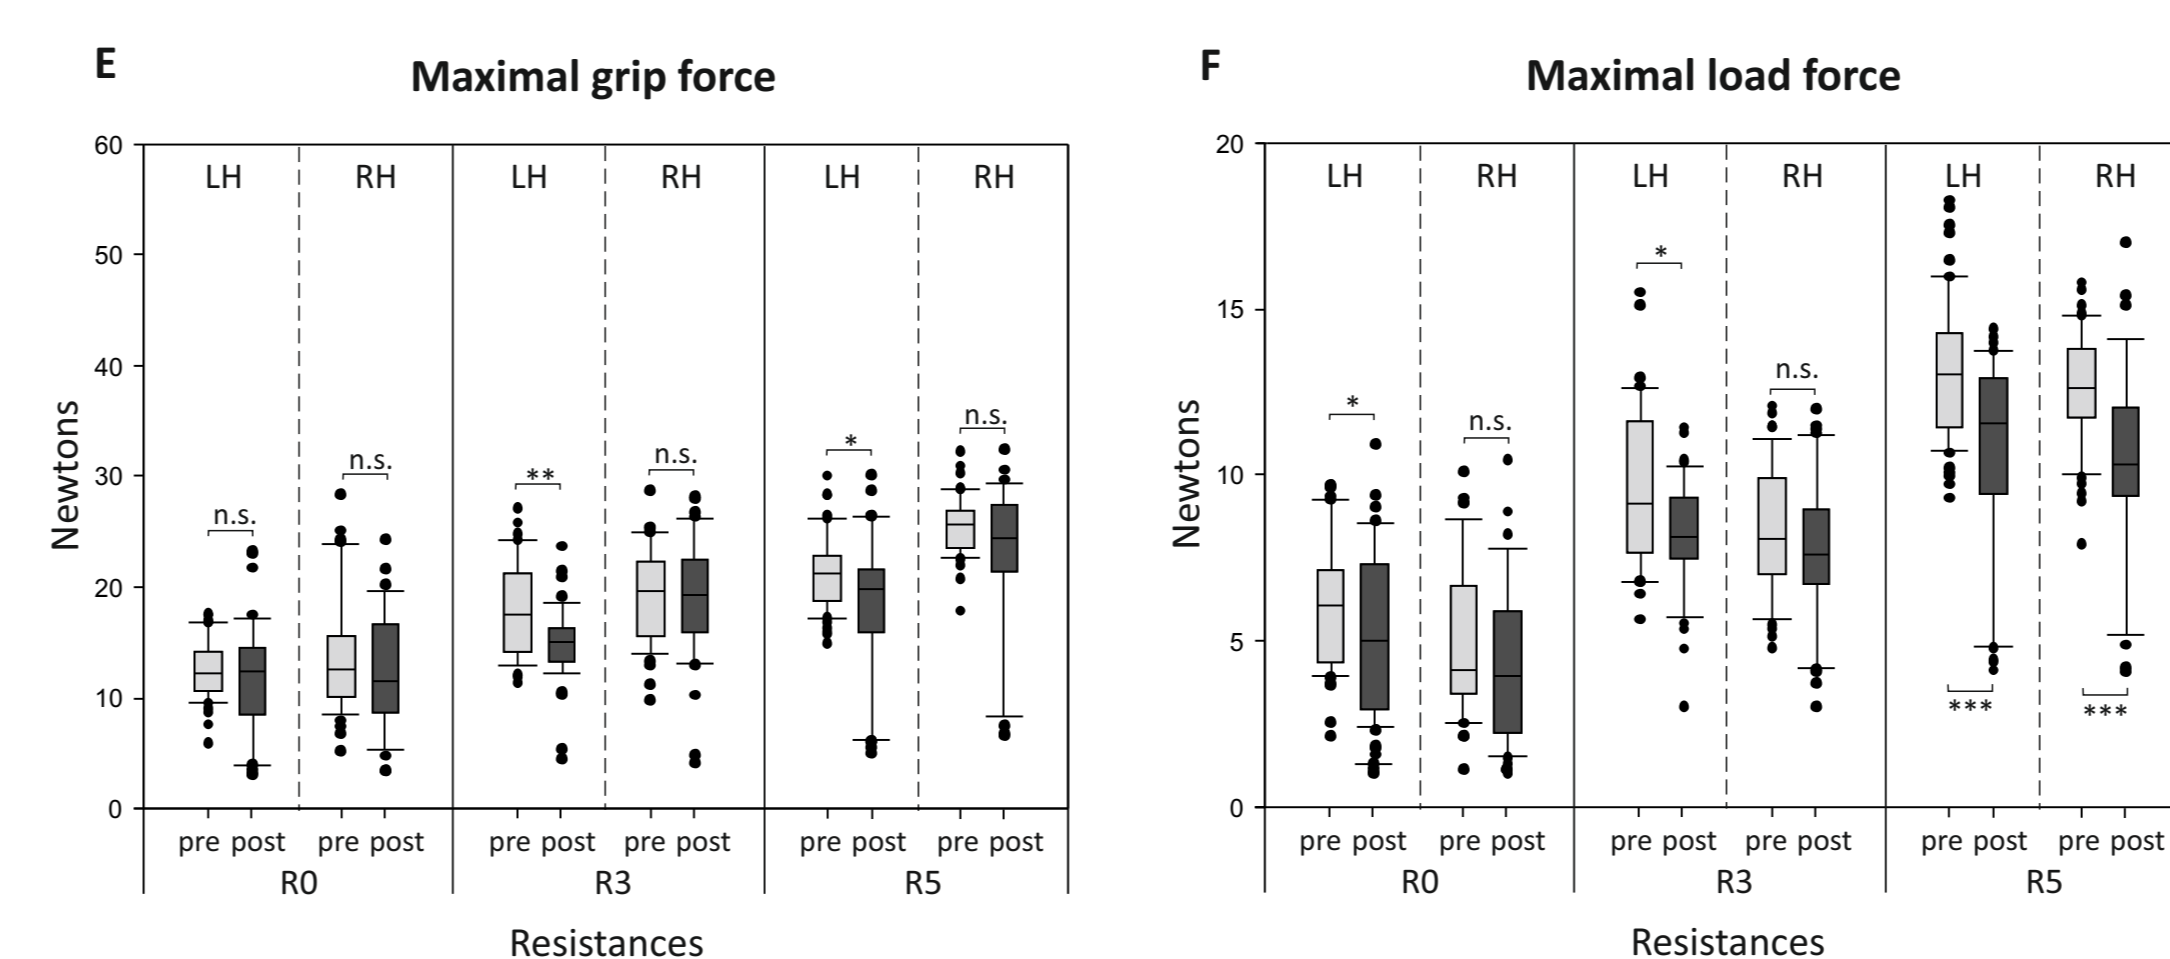 E
Maximal grip force
Newtons
60
50
40
30
20
10
0
LH RH LH RH LH RH
n.s. n.s. ** n.s. * n.s.
pre post pre post pre post pre post pre post pre post
R0 R3 R5
Resistances
F
Maximal load force
Newtons
20
15
10
5
0
LH RH LH RH LH RH
* n.s. * n.s. *** ***
pre post pre post pre post pre post pre post pre post
R0 R3 R5
Resistances